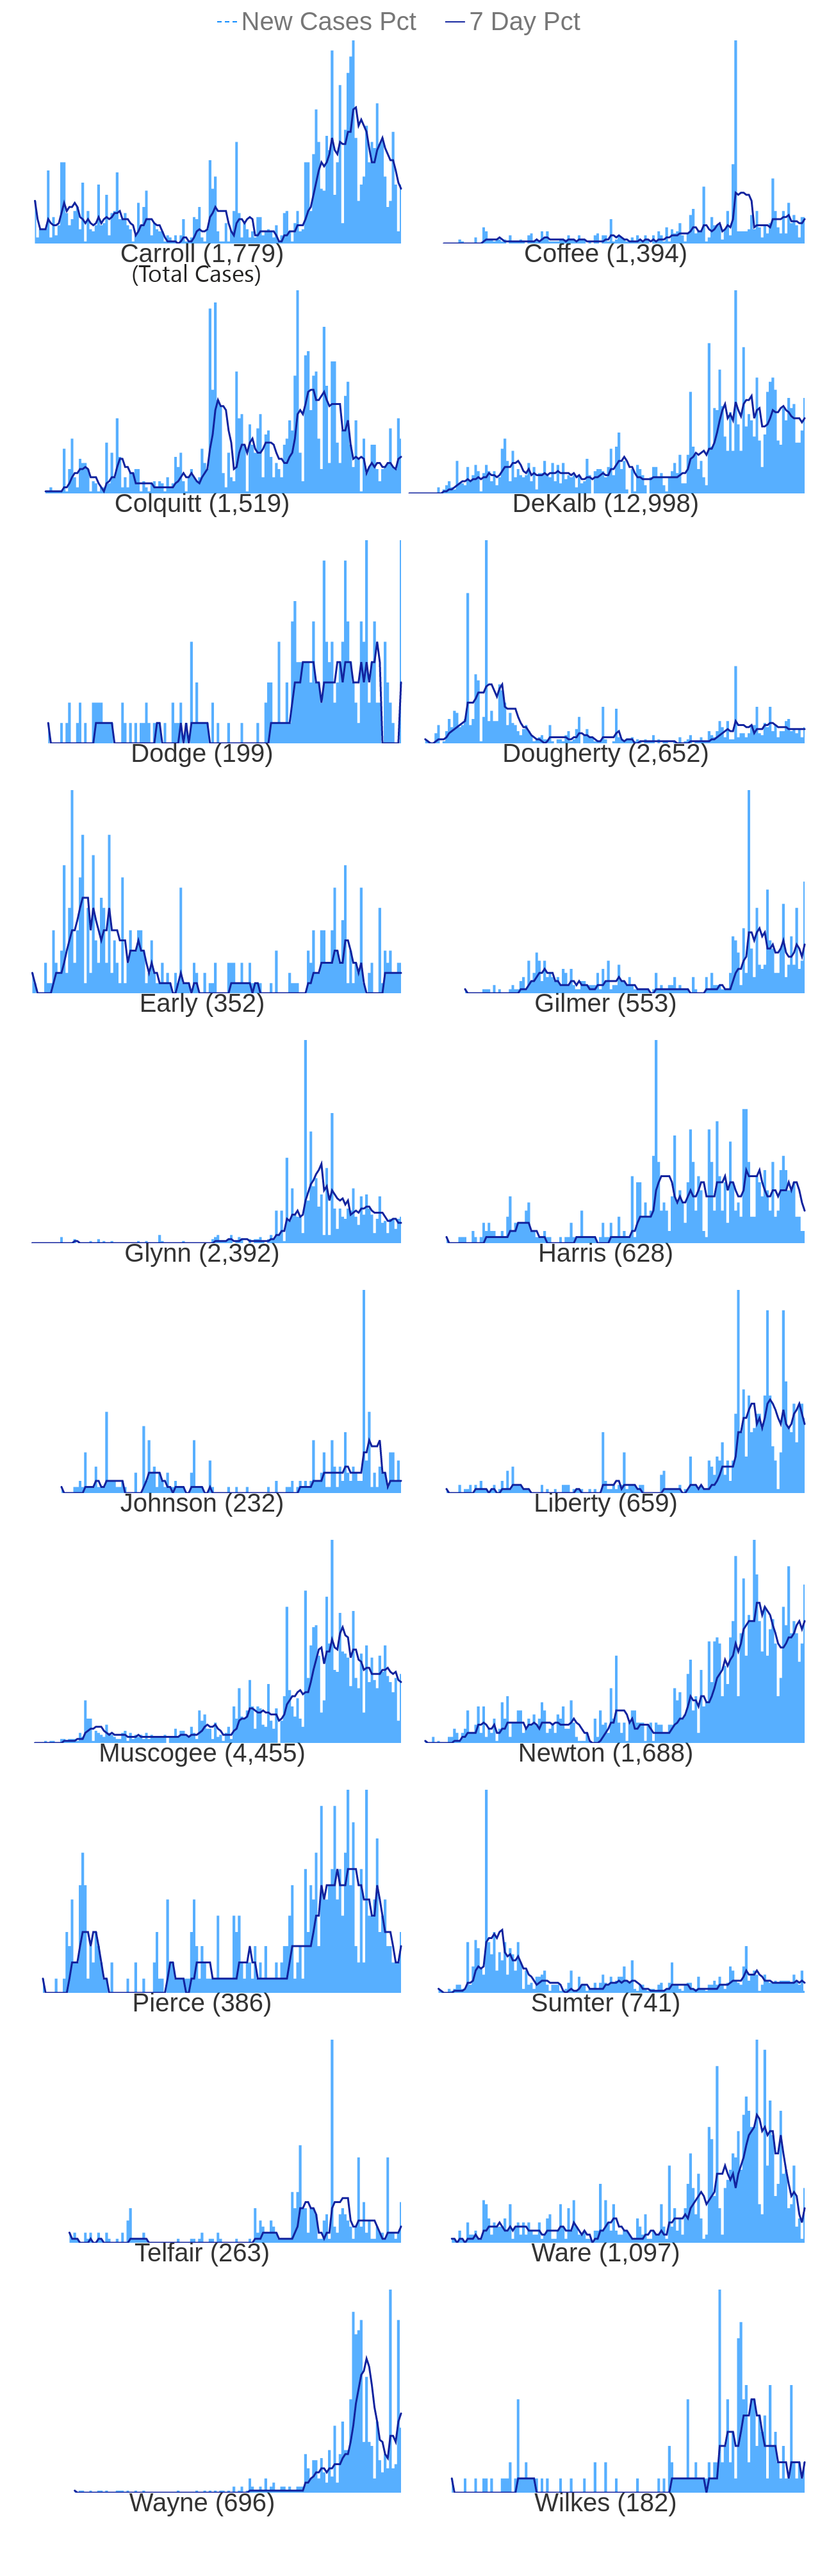 New Cases Pct 7 Day Pct
Carroll (1,779) Coffee (1,394)
(Total Cases)
Colquitt (1,519) DeKalb (12,998)
Dodge (199) Dougherty (2,652)
Early (352) Gilmer (553)
Glynn (2,392) Harris (628)
Johnson (232) Liberty (659)
Muscogee (4,455) Newton (1,688)
Pierce (386) Sumter (741)
Telfair (263) Ware (1,097)
Wayne (696) Wilkes (182)